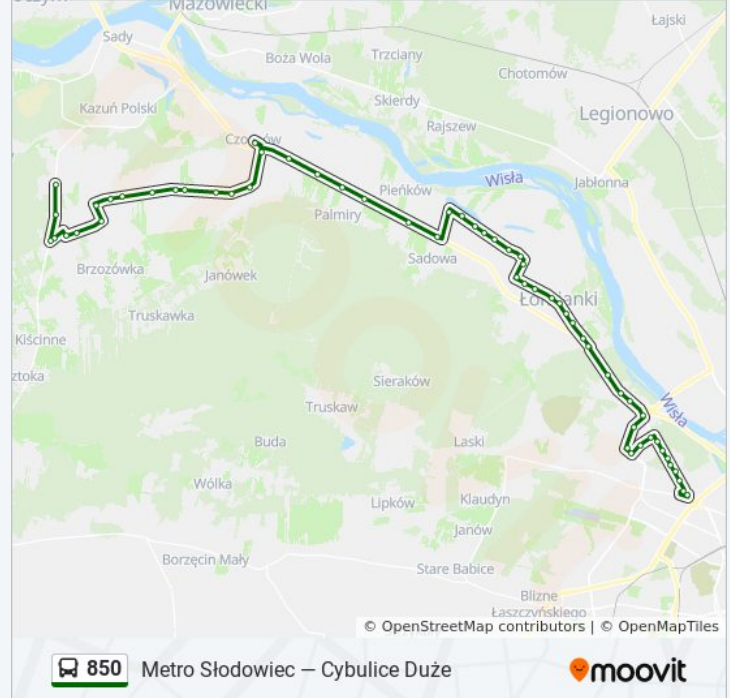 Mazowiecki
Łajski
Sady
Boża Wola
Trzciany
Chotomów
Kazuń Polski
Skierdy
Legionowo
Rajszew
Wisła
Jabłonna
Pieńków
Palmiry
Sadowa
Brzozówka
Janówek
Truskawka
Kiścinne
Sieraków
Truskaw
Wisła
Buda
Laski
Wólka
Lipków
Klaudyn
Janów
Borzęcin Mały
Stare Babice
Blizne
Łaszczyńskiego
© OpenStreetMap contributors | © OpenMapTiles
850 Metro Słodowiec – Cybulice Duże
moovit